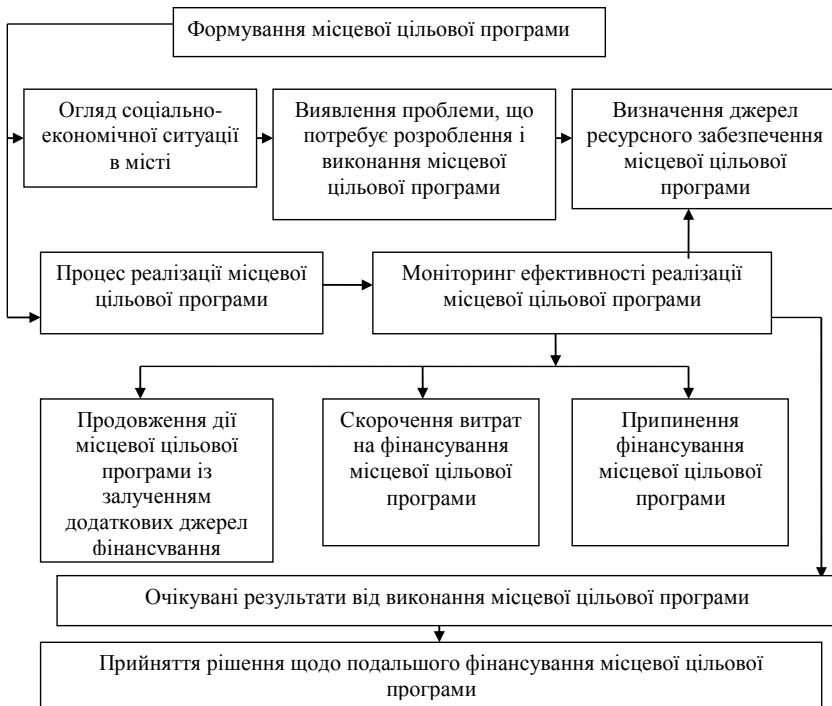 Формування місцевої цільової програми
Огляд соціально-
економічної ситуації
в місті
Виявлення проблеми, що
потребує розроблення і
виконання місцевої
цільової програми
Визначення джерел
ресурсного забезпечення
місцевої цільової
програми
Процес реалізації місцевої
цільової програми
Моніторинг ефективності реалізації
місцевої цільової програми
Продовження дії
місцевої цільової
програми із
залученням
додаткових джерел
фінансування
Скорочення витрат
на фінансування
місцевої цільової
програми
Припинення
фінансування
місцевої цільової
програми
Очікувані результати від виконання місцевої цільової програми
Прийняття рішення щодо подальшого фінансування місцевої цільової
програми